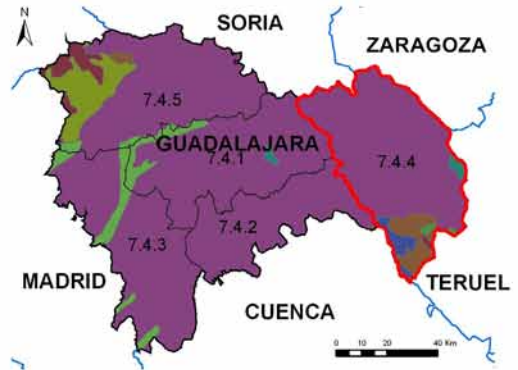 N
SORIA
ZARAGOZA
7.4.5
GUADALAJARA
7.4.1
7.4.4
7.4.2
7.4.3
MADRID
TERUEL
CUENCA
0 10 20 40 Km